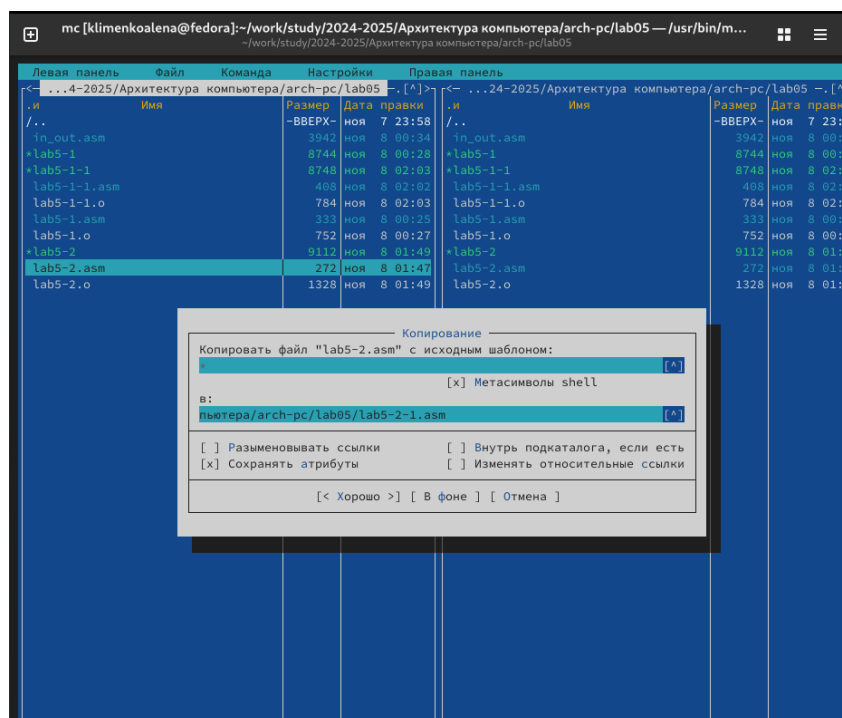 mc [klimenkoalena@fedora]:~/work/study/2024-2025/Архитектура компьютера/arch-pc/lab05 — /usr/bin/m...
~/work/study/2024-2025/Архитектура компьютера/arch-pc/lab05
Левая панель Файл Команда Настройки Правая панель
<— ...4-2025/Архитектура компьютера/arch-pc/lab05 —.[^]> <— ...24-2025/Архитектура компьютера/arch-pc/lab05 —.[^
.и Имя Размер Дата правки .и Имя Размер Дата правк
/.. -ВВЕРХ- ноя 7 23:58 /.. -ВВЕРХ- ноя 7 23:
in_out.asm 3942 ноя 8 00:34 in_out.asm 3942 ноя 8 00:
*lab5-1 8744 ноя 8 00:28 *lab5-1 8744 ноя 8 00:
*lab5-1-1 8748 ноя 8 02:03 *lab5-1-1 8748 ноя 8 02:
lab5-1-1.asm 408 ноя 8 02:02 lab5-1-1.asm 408 ноя 8 02:
lab5-1-1.o 784 ноя 8 02:03 lab5-1-1.o 784 ноя 8 02:
lab5-1.asm 333 ноя 8 00:25 lab5-1.asm 333 ноя 8 00:
lab5-1.o 752 ноя 8 00:27 lab5-1.o 752 ноя 8 00:
*lab5-2 9112 ноя 8 01:49 *lab5-2 9112 ноя 8 01:
lab5-2.asm 272 ноя 8 01:47 lab5-2.asm 272 ноя 8 01:
lab5-2.o 1328 ноя 8 01:49 lab5-2.o 1328 ноя 8 01:
Копирование
Копировать файл "lab5-2.asm" с исходным шаблоном:
* [^]
[x] Метасимволы shell
в:
пьютера/arch-pc/lab05/lab5-2-1.asm [^]
[ ] Разыменовывать ссылки [ ] Внутрь подкаталога, если есть
[x] Сохранять атрибуты [ ] Изменять относительные ссылки
[< Хорошо >] [ В фоне ] [ Отмена ]